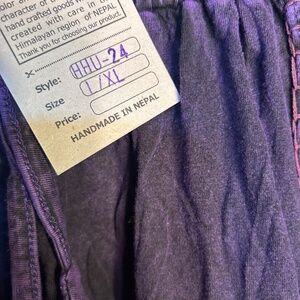 character of
hand crafted goods
created with care in
Himalayan region of NEPAL
Thank you for choosing our product.
Style: HHU-24
Size L/XL
Price:
HANDMADE IN NEPAL